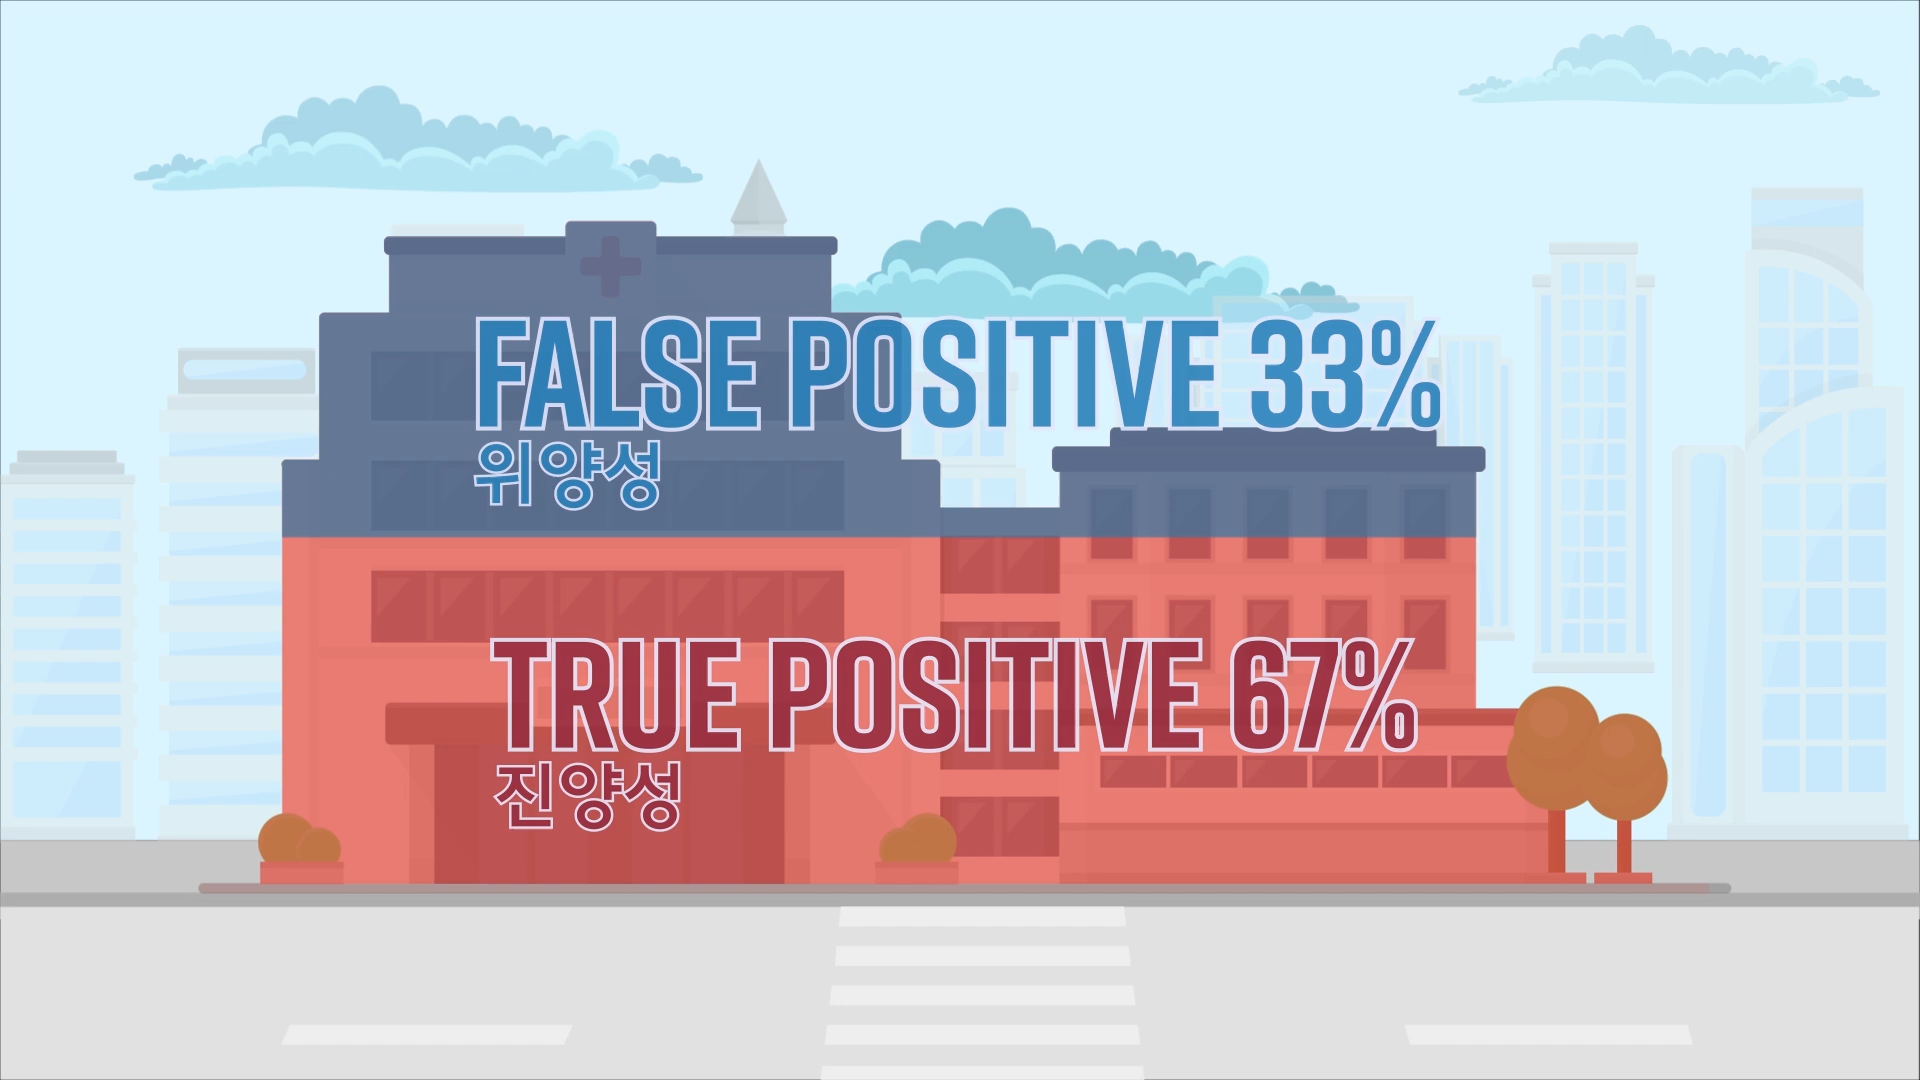 FALSE POSITIVE 33%
위양성
TRUE POSITIVE 67%
진양성